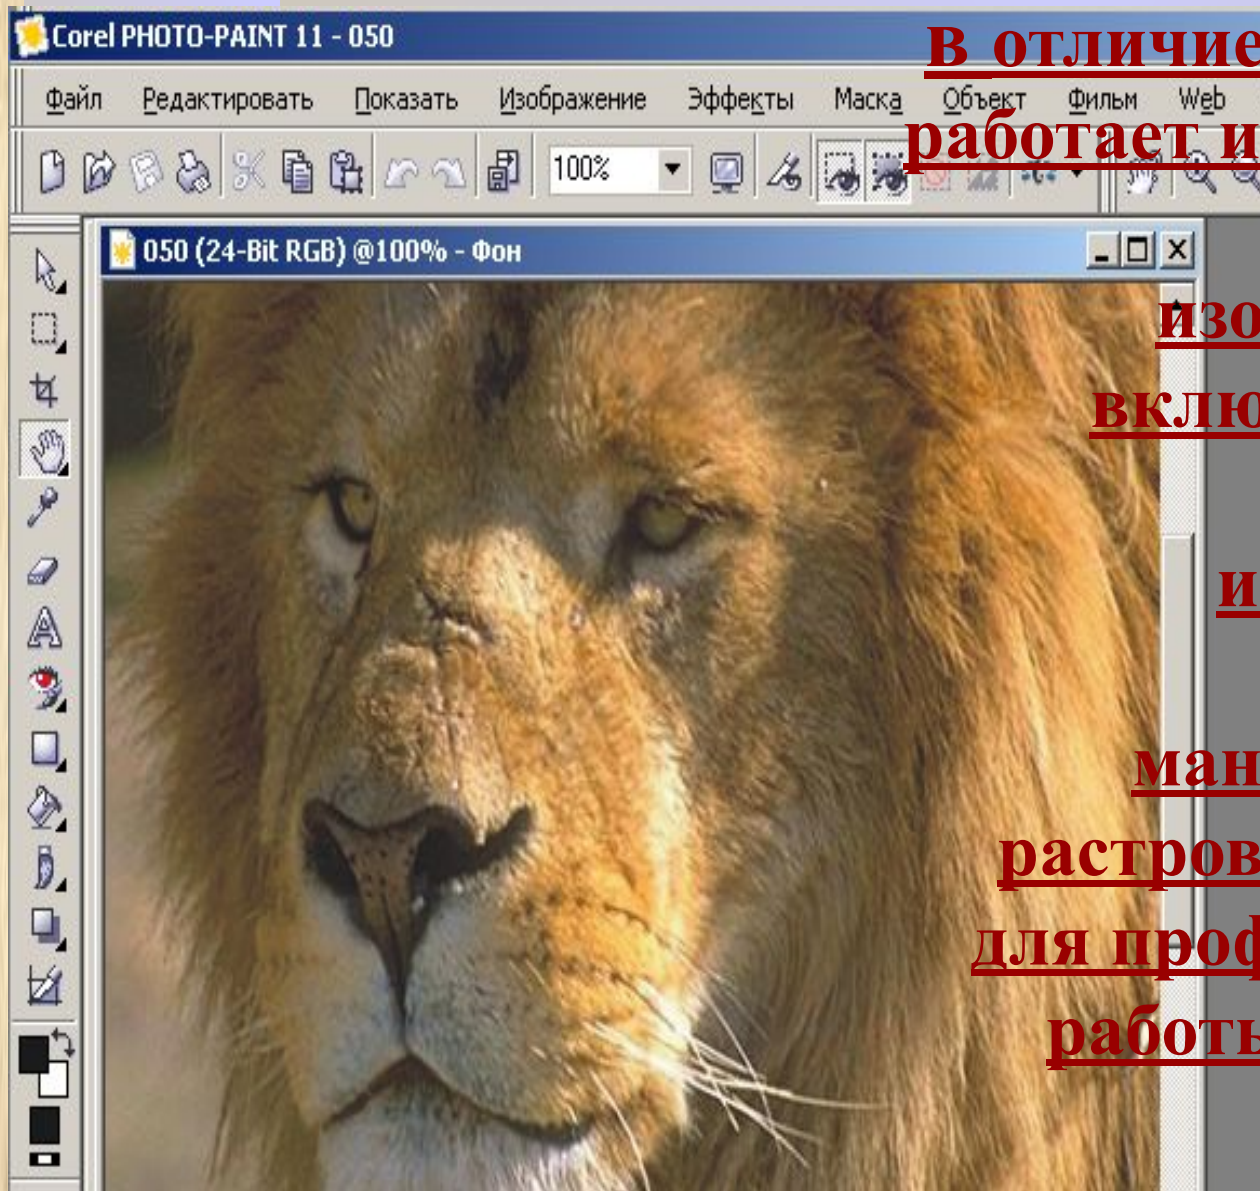 Corel PHOTO-PAINT 11 - 050
Файл Редактировать Показать Изображение Эффекты Маска Объект Фильм Web
100%
050 (24-Bit RGB) @100% - Фон
в отличие
работает и
изо
вклю
и
ман
растров
для проф
работы